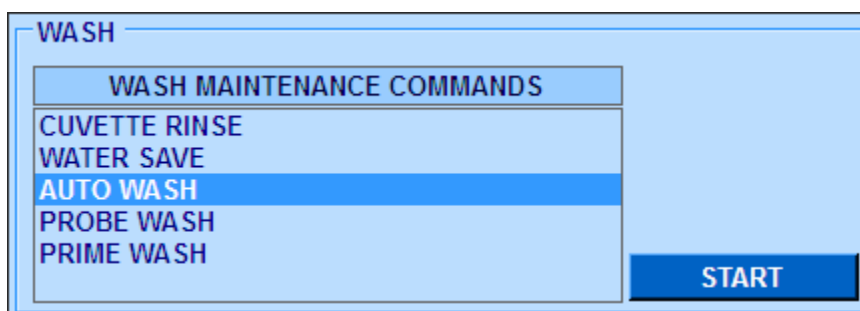 WASH
WASH MAINTENANCE COMMANDS
CUVETTE RINSE
WATER SAVE
AUTO WASH
PROBE WASH
PRIME WASH
START